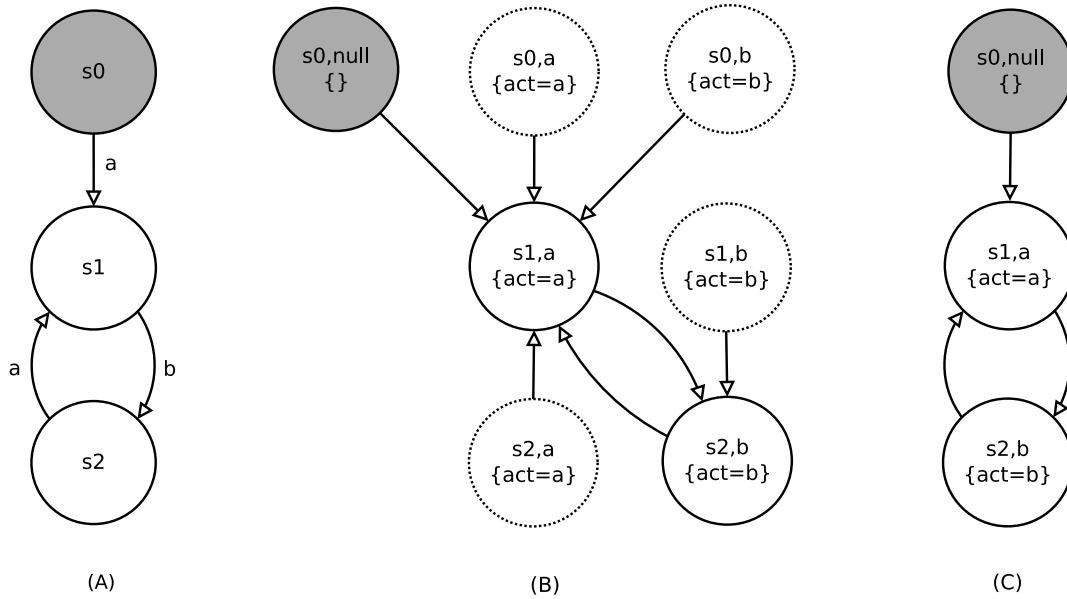 s0
a
s1
a
b
s2
(A)
s0,null
{}
s0,a
{act=a}
s0,b
{act=b}
s1,a
{act=a}
s1,b
{act=b}
s2,a
{act=a}
s2,b
{act=b}
(B)
s0,null
{}
s1,a
{act=a}
s2,b
{act=b}
(C)